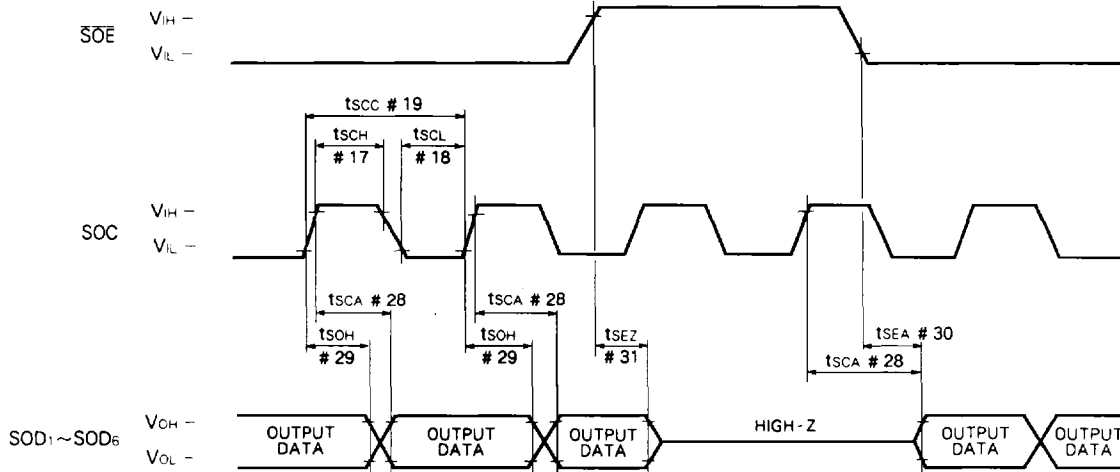 SOE
VIH –
VIL –
tSCC # 19
tSCH
# 17
tSCL
# 18
SOC
VIH –
VIL –
tSCA # 28
tSCA # 28
tSOH
# 29
tSOH
# 29
tSEZ
# 31
tSEA # 30
tSCA # 28
SOD1~SOD6
VOH –
VOL –
OUTPUT
DATA
OUTPUT
DATA
OUTPUT
DATA
HIGH-Z
OUTPUT
DATA
OUTPUT
DATA